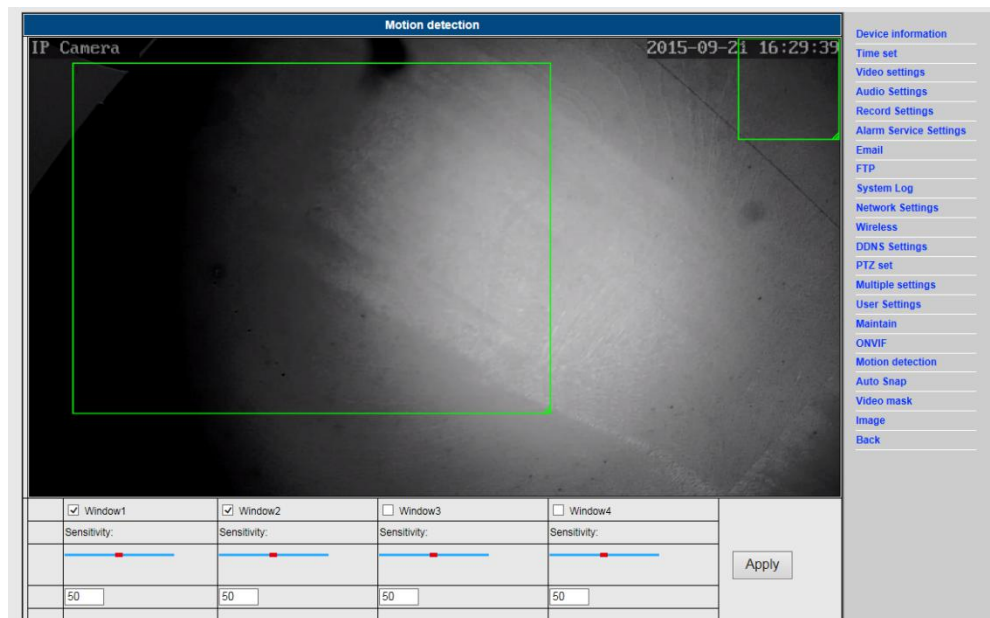 Motion detection
IP Camera 2015-09-21 16:29:39
Window1 Window2 Window3 Window4
Sensitivity: Sensitivity: Sensitivity: Sensitivity:
50 50 50 50
Apply
Device information
Time set
Video settings
Audio Settings
Record Settings
Alarm Service Settings
Email
FTP
System Log
Network Settings
Wireless
DDNS Settings
PTZ set
Multiple settings
User Settings
Maintain
ONVIF
Motion detection
Auto Snap
Video mask
Image
Back